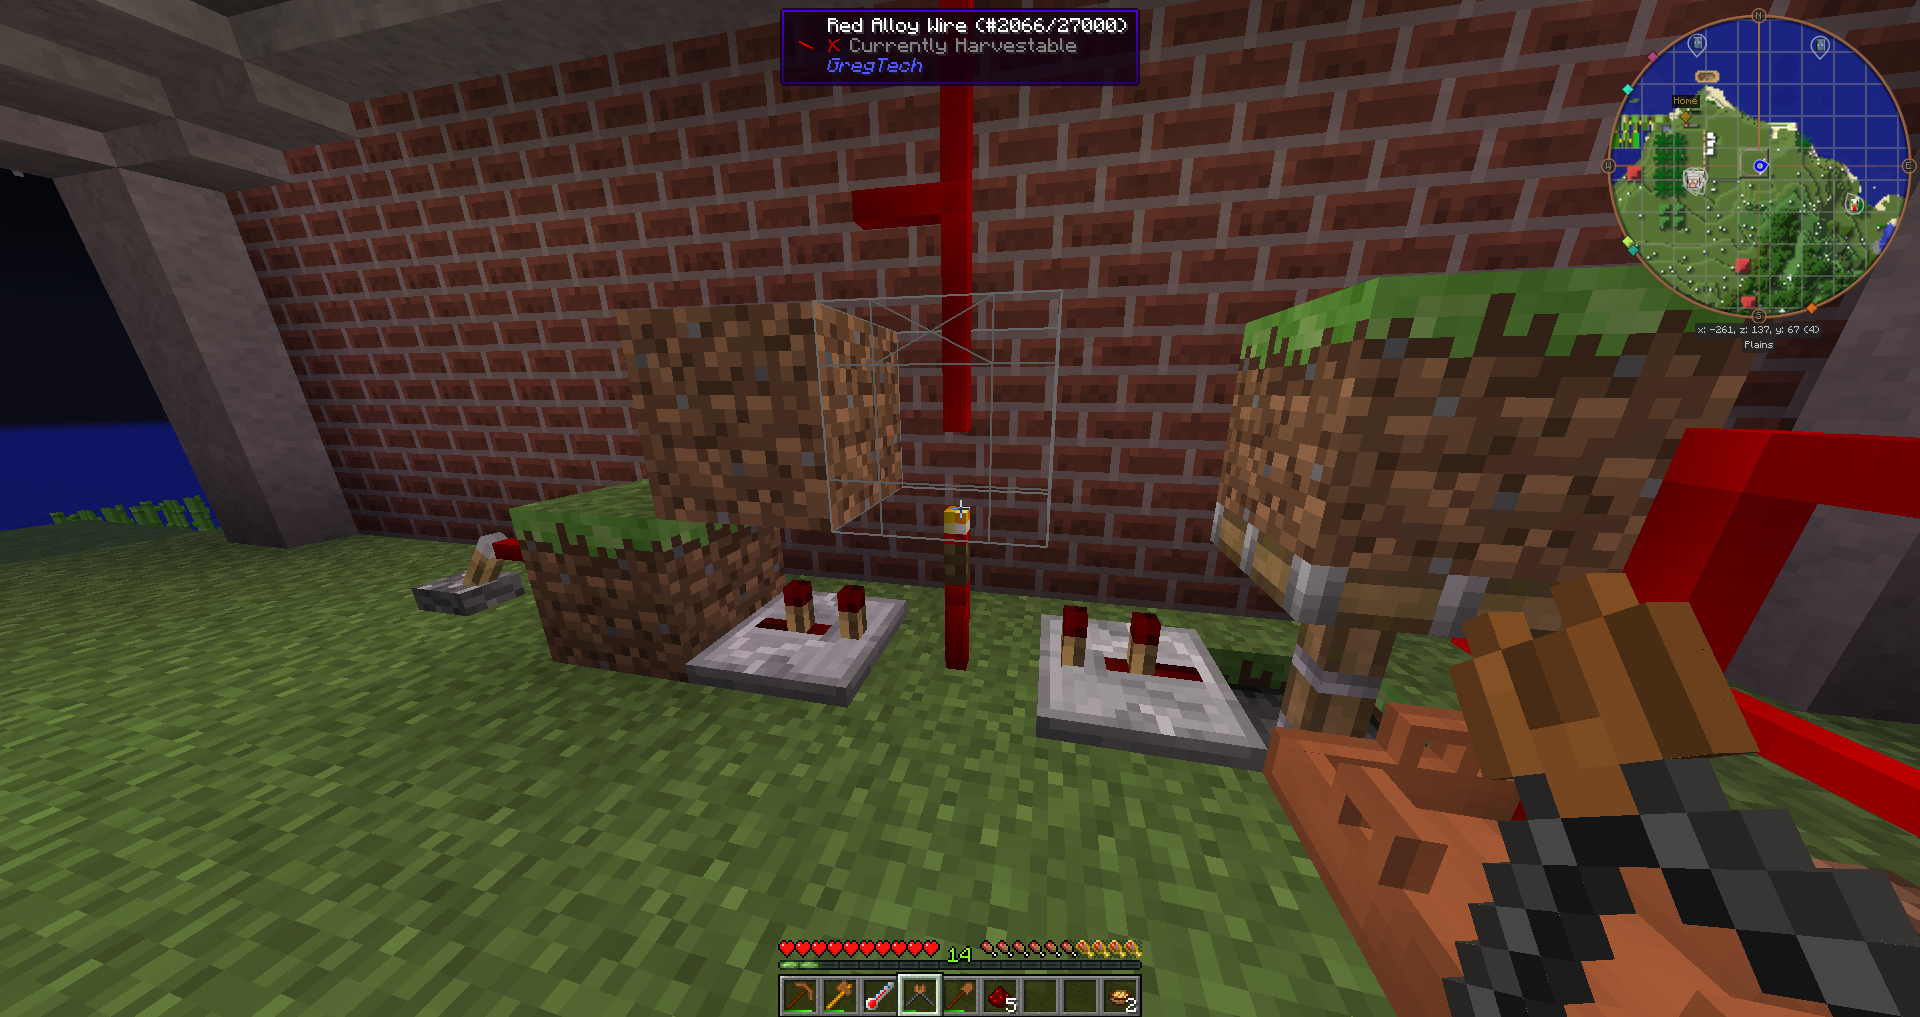 Red Alloy Wire (#2066/27000)
X Currently Harvestable
GregTech
N
Home
W
E
S
x: -261, z: 137, y: 67 (4)
Plains
14
5
2